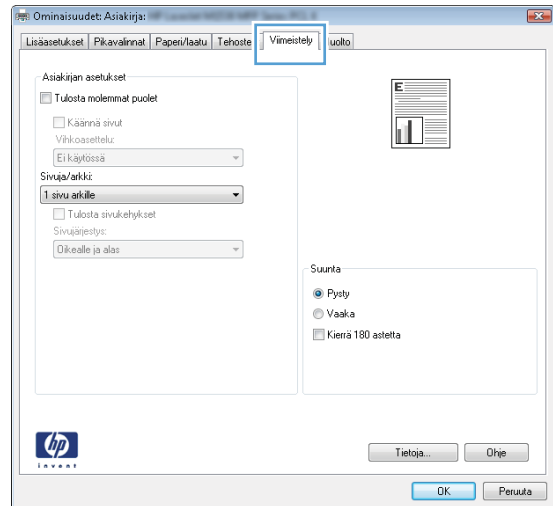 Ominaisuudet: Asiakirja:
Lisäasetukset Pikavalinnat Paperi/laatu Tehoste Viimeistely uolto
Asiakirjan asetukset
Tulosta molemmat puolet
Käännä sivut
Vihkoasettelu:
Ei käytössä
Sivuja/arkki:
1 sivu arkille
Tulosta sivukehykset
Sivujärjestys:
Oikealle ja alas
E
Suunta
Pysty
Vaaka
Kierrä 180 astetta
hp
invent
Tietoja... Ohje
OK Peruuta